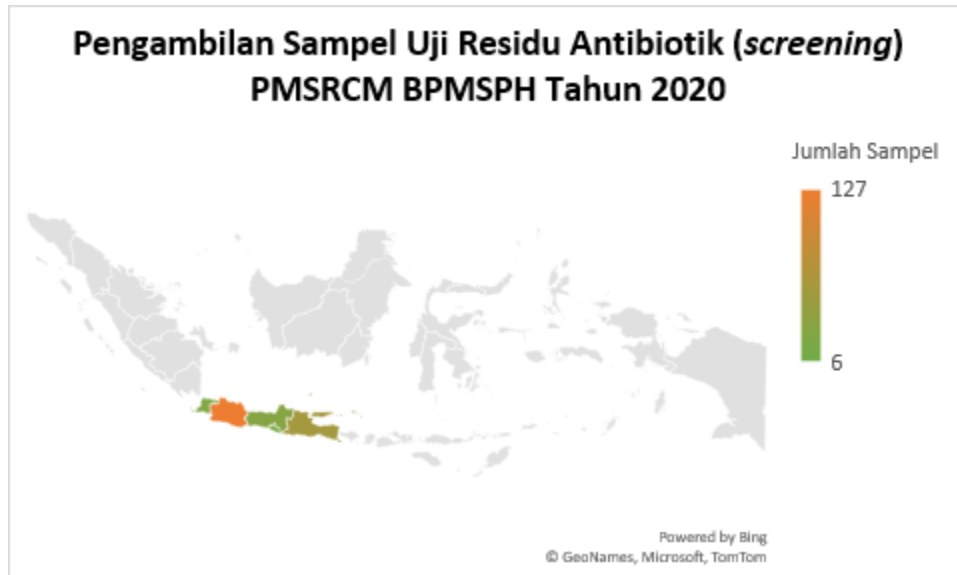 Pengambilan Sampel Uji Residu Antibiotik (screening)
PMSRCM BPMSPH Tahun 2020
Jumlah Sampel
127
6
Powered by Bing
© GeoNames, Microsoft, TomTom